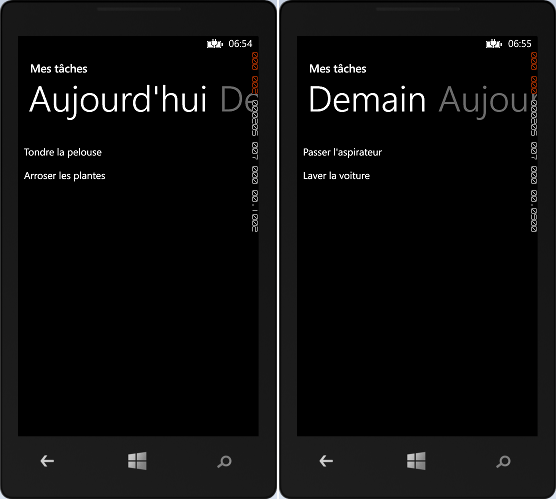 06:54
Mes tâches
Aujourd'hui De
Tondre la pelouse
Arroser les plantes
06:55
Mes tâches
Demain Aujou
Passer l'aspirateur
Laver la voiture